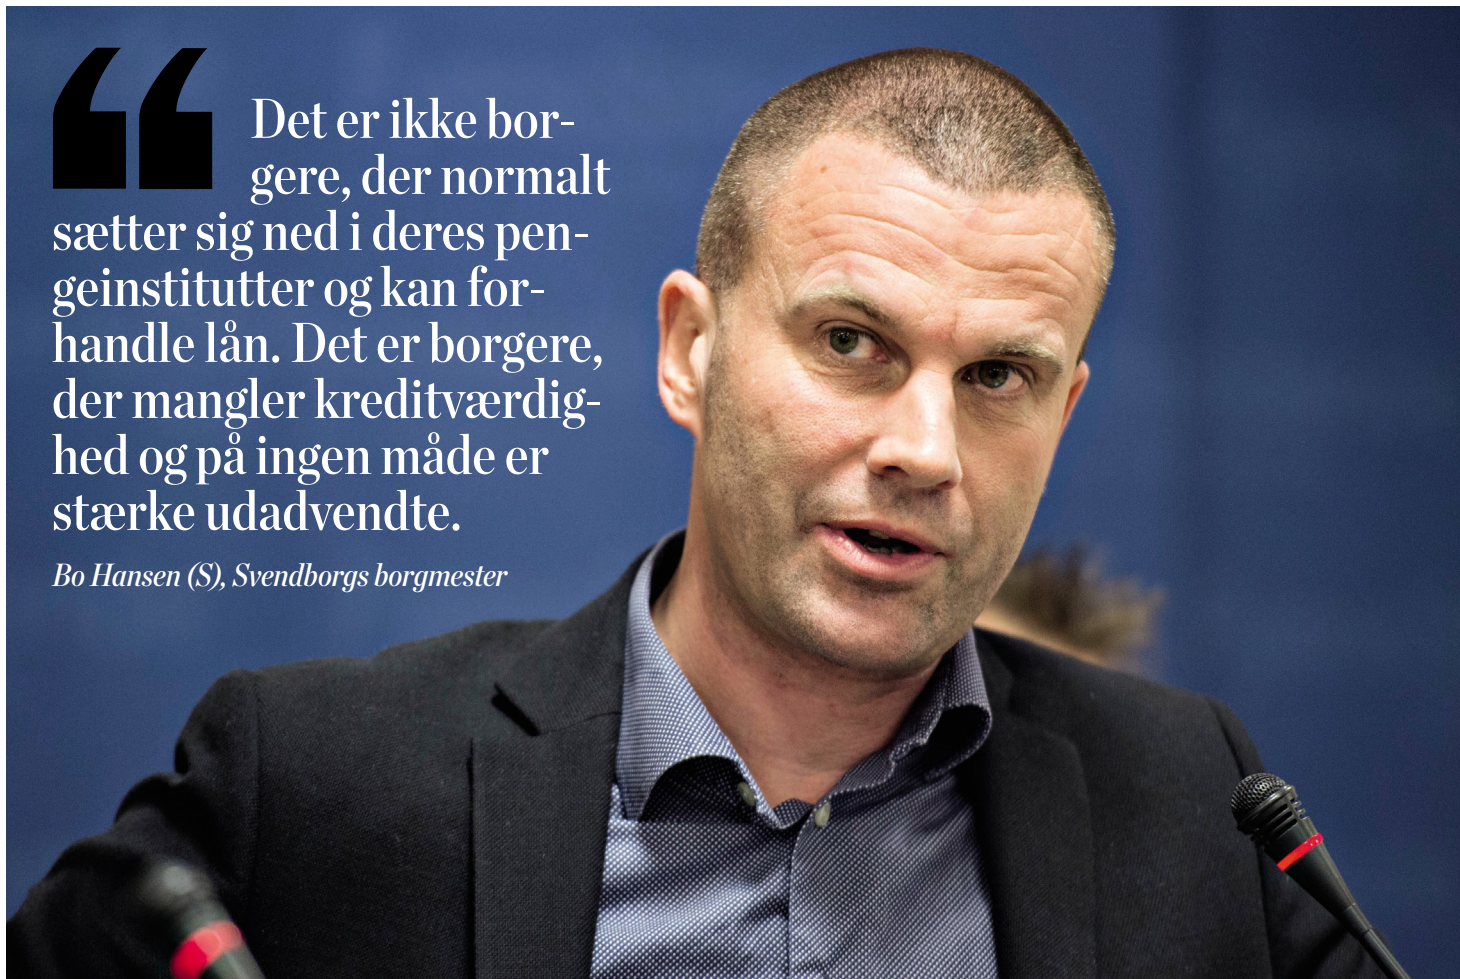 “
Det er ikke bor-
gere, der normalt
sætter sig ned i deres pen-
geinstitutter og kan for-
handle lån. Det er borgere,
der mangler kreditværdig-
hed og på ingen måde er
stærke udadvendte.
Bo Hansen (S), Svendborgs borgmester